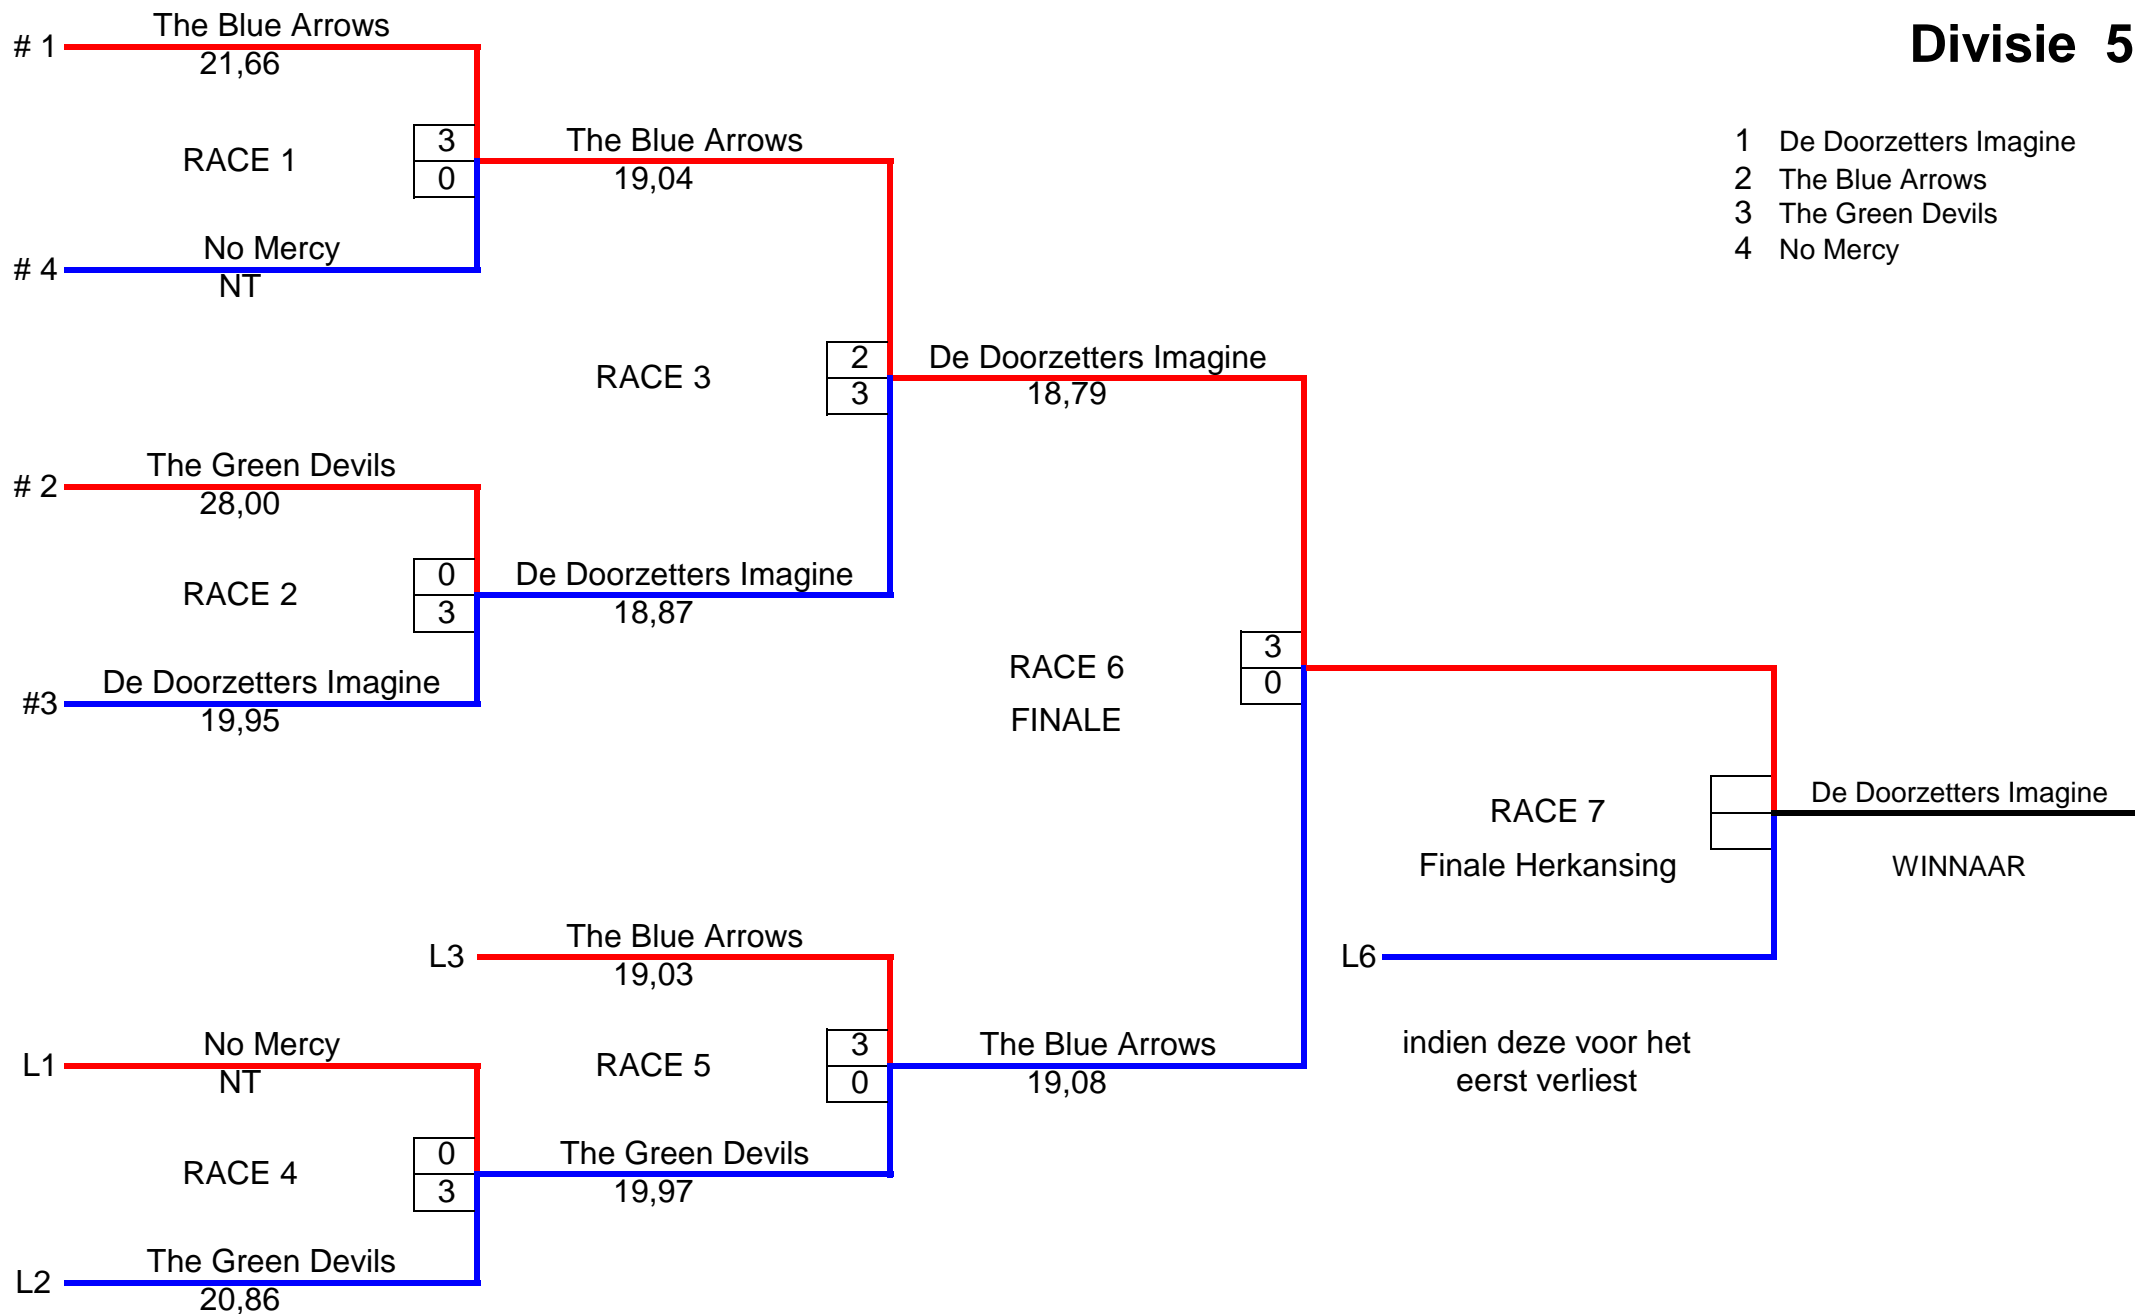 Divisie 5
1 De Doorzetters Imagine
2 The Blue Arrows
3 The Green Devils
4 No Mercy
The Blue Arrows
# 1
21,66
RACE 1
3
0
No Mercy
# 4
NT
The Blue Arrows
19,04
RACE 3
2
3
The Green Devils
# 2
28,00
RACE 2
0
3
De Doorzetters Imagine
#3
19,95
De Doorzetters Imagine
18,87
De Doorzetters Imagine
18,79
RACE 6
FINALE
3
0
RACE 7
Finale Herkansing
De Doorzetters Imagine
WINNAAR
L6
indien deze voor het
eerst verliest
The Blue Arrows
L3
19,03
RACE 5
3
0
The Blue Arrows
19,08
No Mercy
L1
NT
RACE 4
0
3
The Green Devils
19,97
The Green Devils
L2
20,86